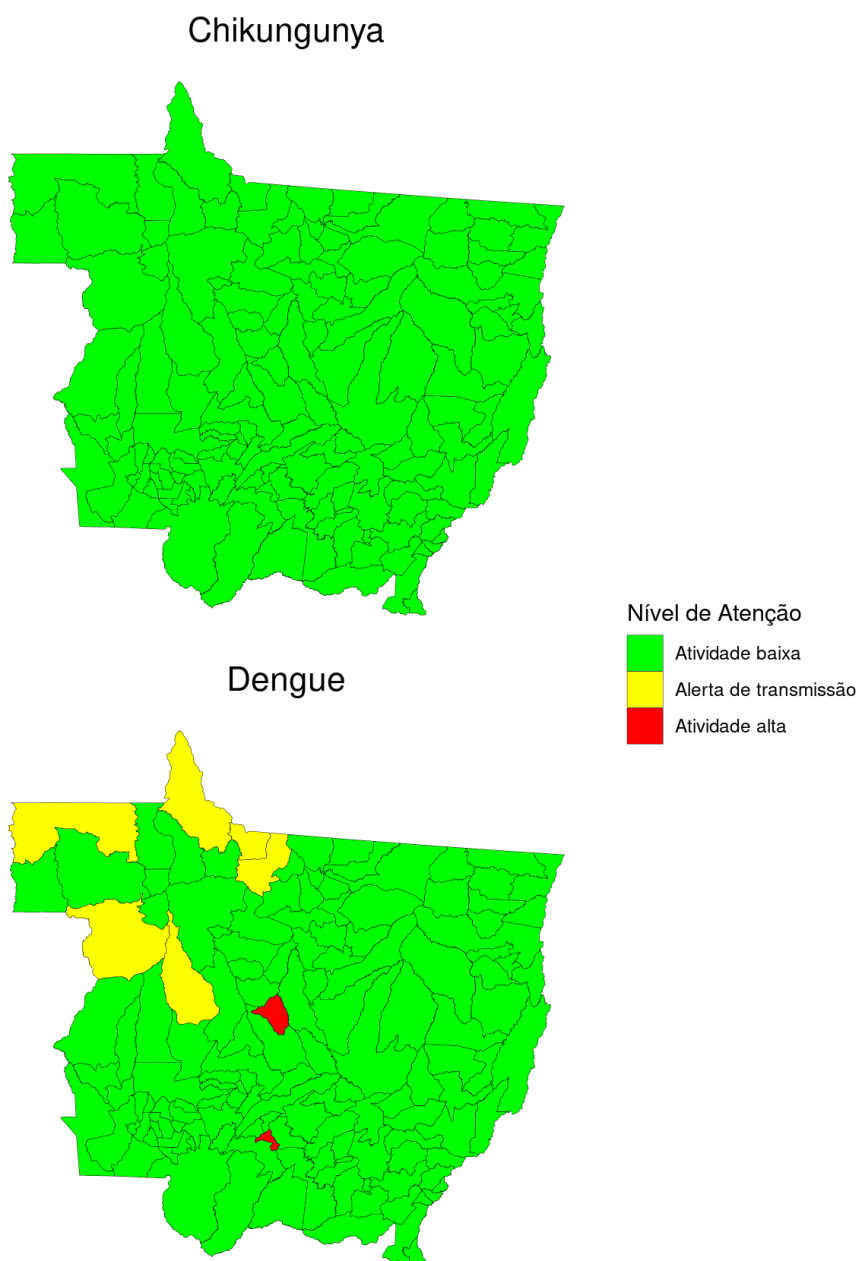 Chikungunya
Nível de Atenção
Atividade baixa
Dengue
Alerta de transmissão
Atividade alta